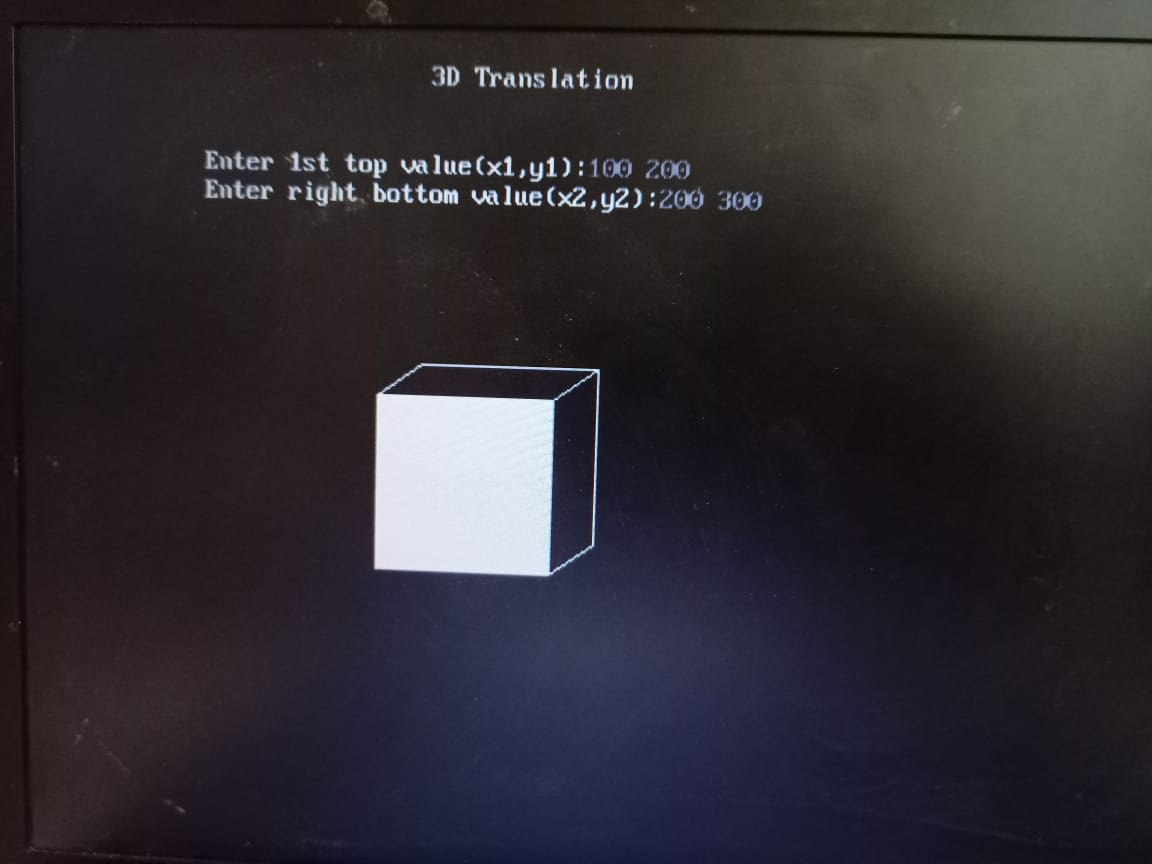 3D Translation
Enter 1st top value(x1,y1):100 200
Enter right bottom value(x2,y2):200 300